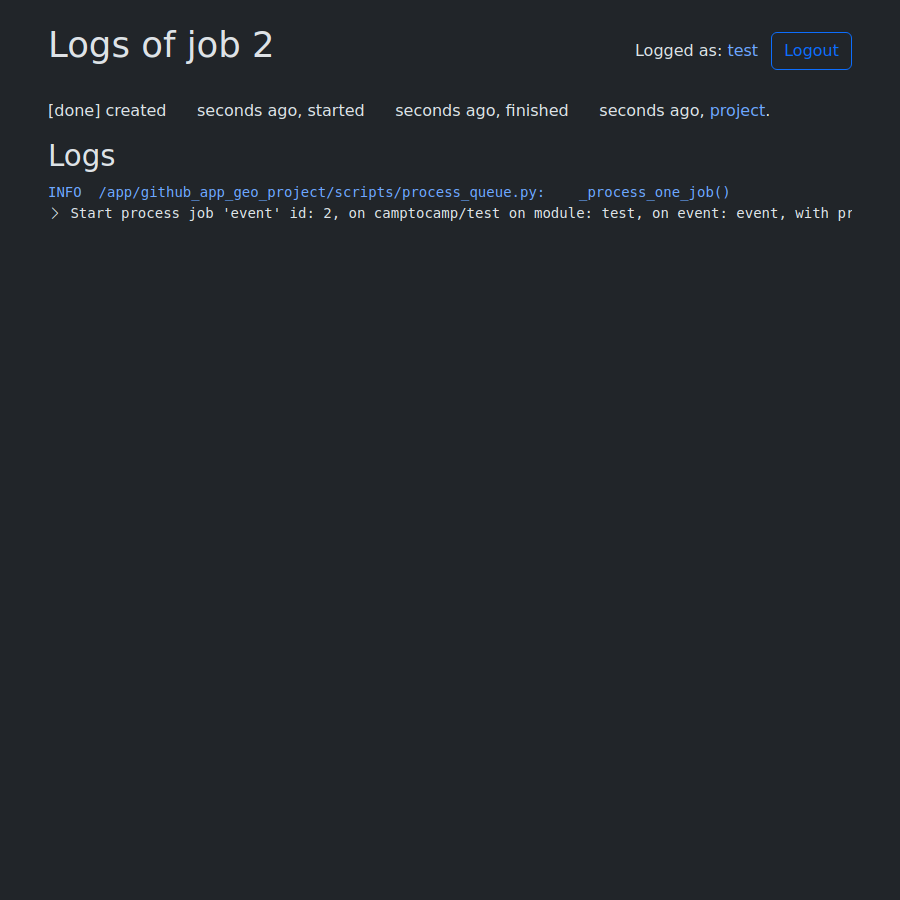 Logs of job 2
Logged as: test Logout
[done] created seconds ago, started seconds ago, finished seconds ago, project.
Logs
INFO /app/github_app_geo_project/scripts/process_queue.py: _process_one_job()
> Start process job 'event' id: 2, on camptocamp/test on module: test, on event: event, with pr